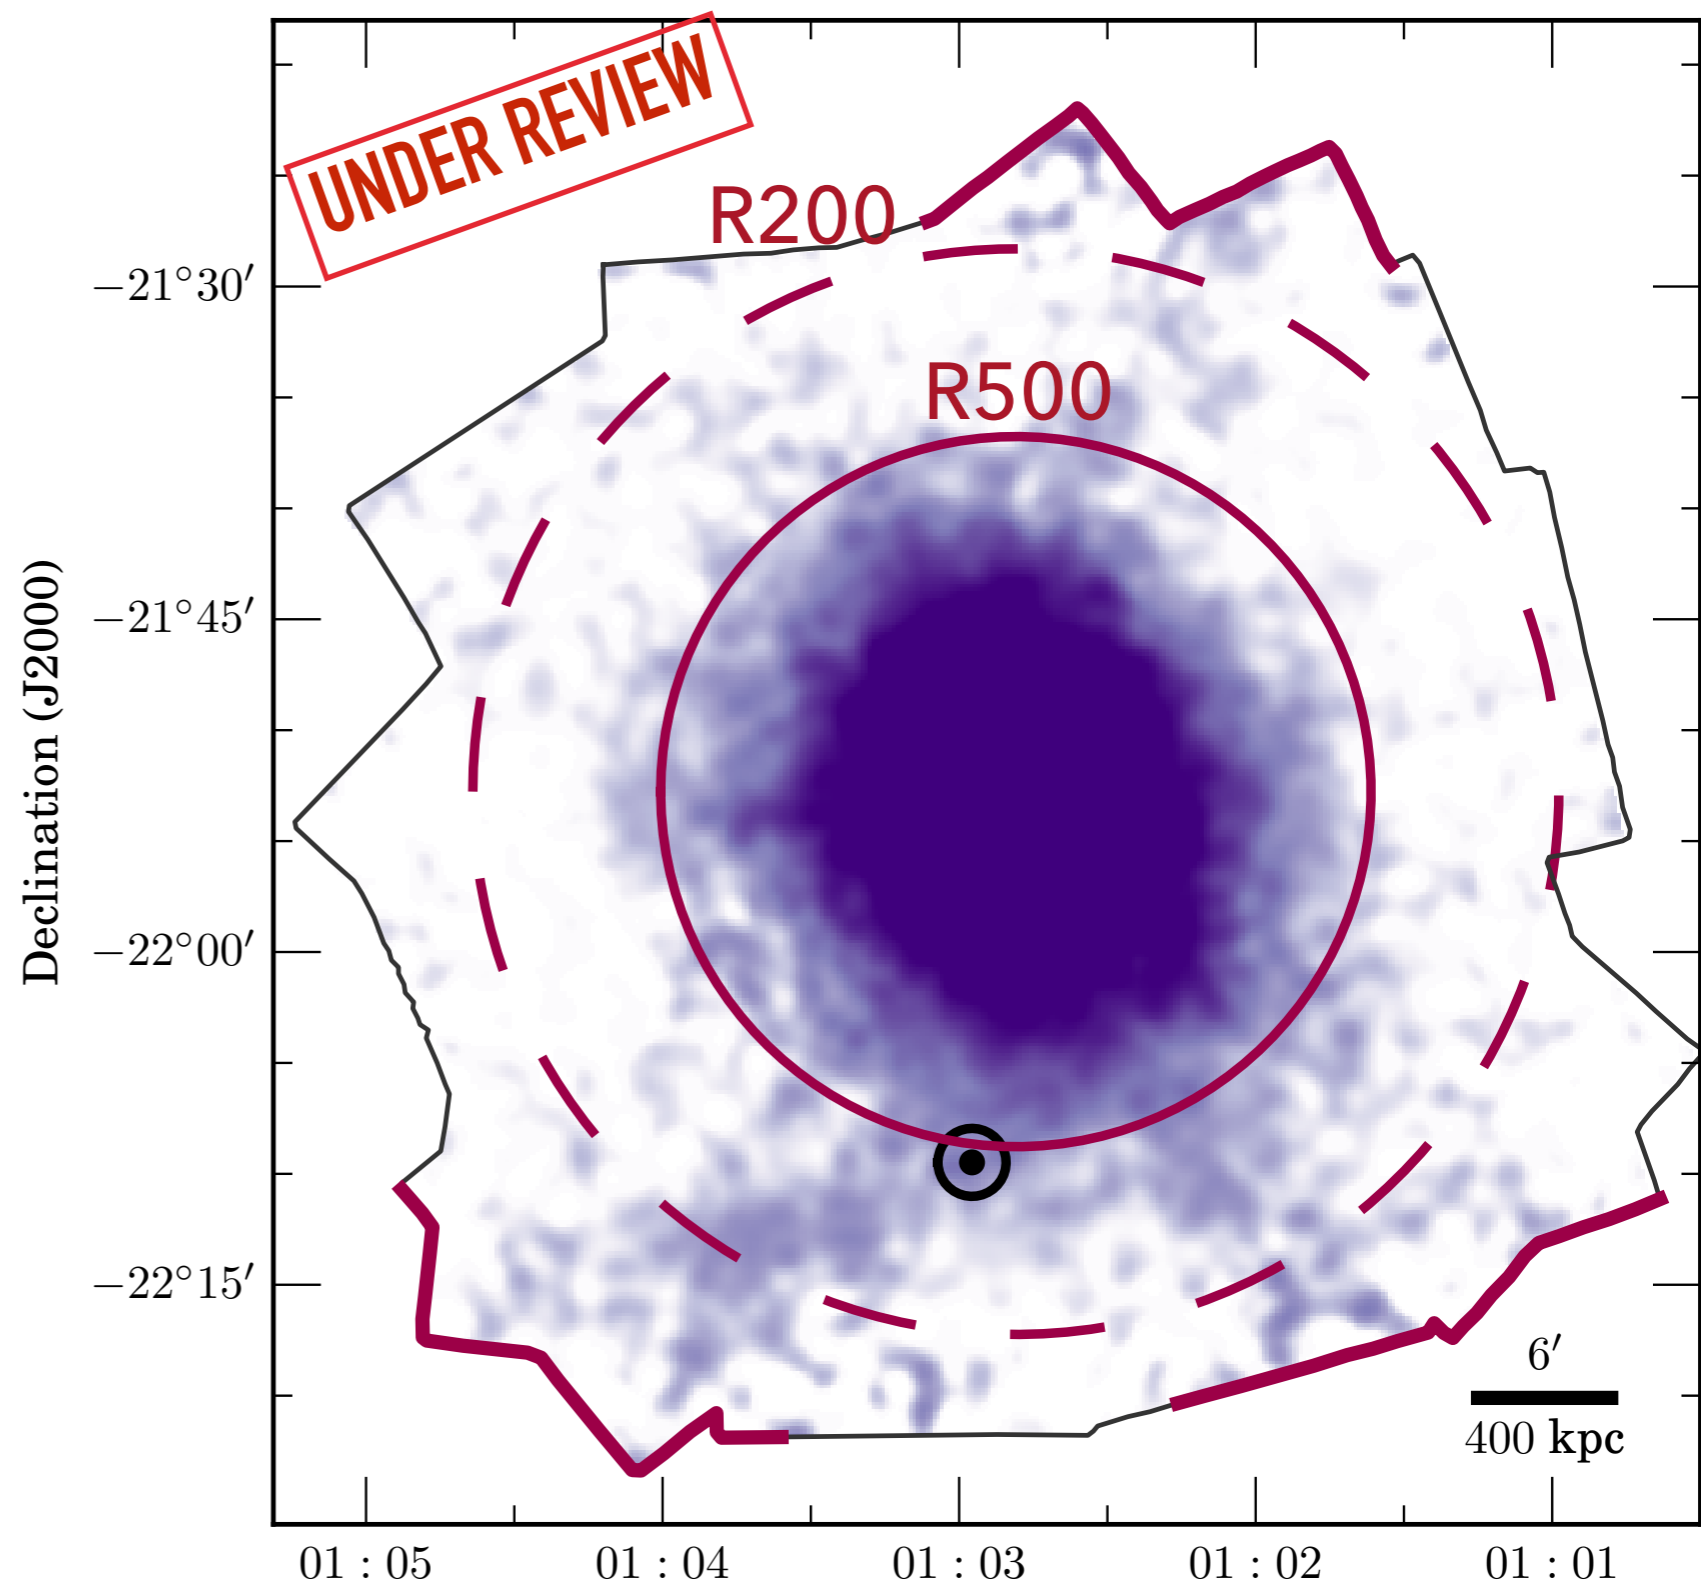 UNDER REVIEW
R200
R500
Declination (J2000)
−21°30′
−21°45′
−22°00′
−22°15′
6′
400 kpc
01 : 05
01 : 04
01 : 03
01 : 02
01 : 01